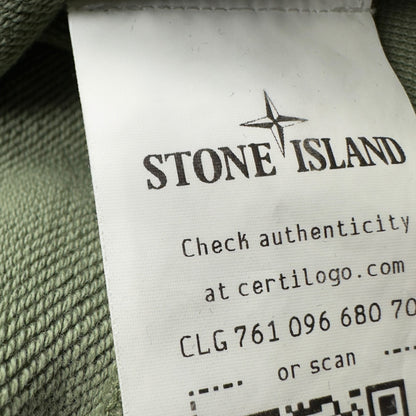 STONE ISLAND
Check authenticity
at certilogo.com
CLG 761 096 680 70
or scan